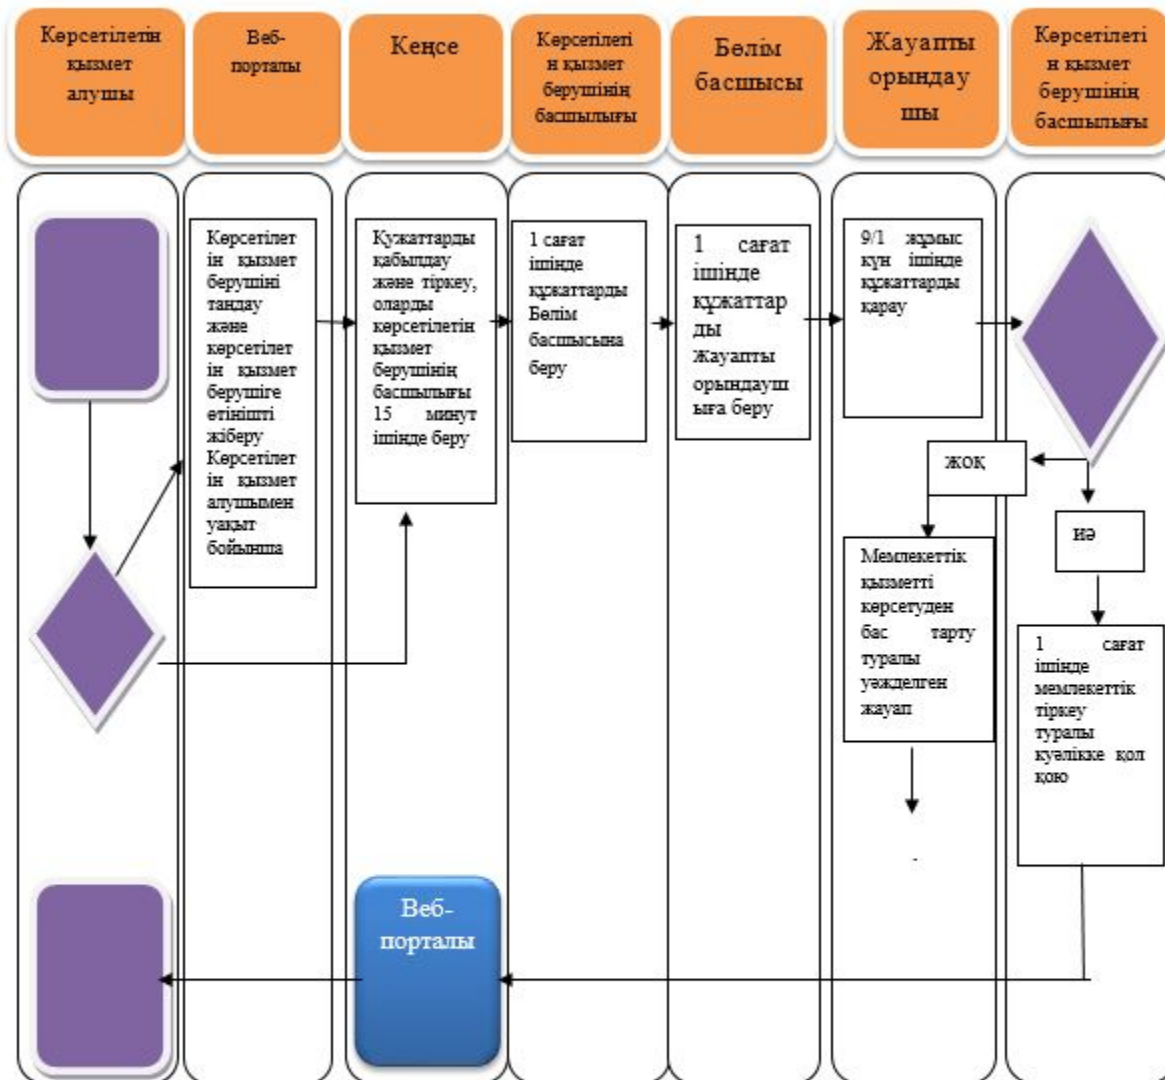 Көрсетілетін
қызмет
алушы
Веб-
порталы
Кеңсе
Көрсетілеті
н қызмет
берушінің
басшылығы
Бөлім
басшысы
Жауапты
орындау
шы
Көрсетілеті
н қызмет
берушінің
басшылығы
Көрсетілет
ін қызмет
берушіні
таңдау
және
көрсетілет
ін қызмет
берушіге
өтінішті
жіберу
Көрсетілет
ін қызмет
алушымен
уақыт
бойынша
Құжаттарды
қабылдау
және тіркеу,
оларды
көрсетілетін
қызмет
берушінің
басшылығы
15 минут
ішінде беру
1 сағат
ішінде
құжаттарды
Бөлім
басшысына
беру
1 сағат
ішінде
құжаттар
ды
Жауапты
орындауш
ыға беру
9/1 жұмыс
күн ішінде
құжаттарды
қарау
жоқ
иә
Мемлекеттік
қызметті
көрсетуден
бас тарту
туралы
уәжделген
жауап
1 сағат
ішінде
мемлекеттік
тіркеу
туралы
куәлікке қол
қою
Веб-
порталы